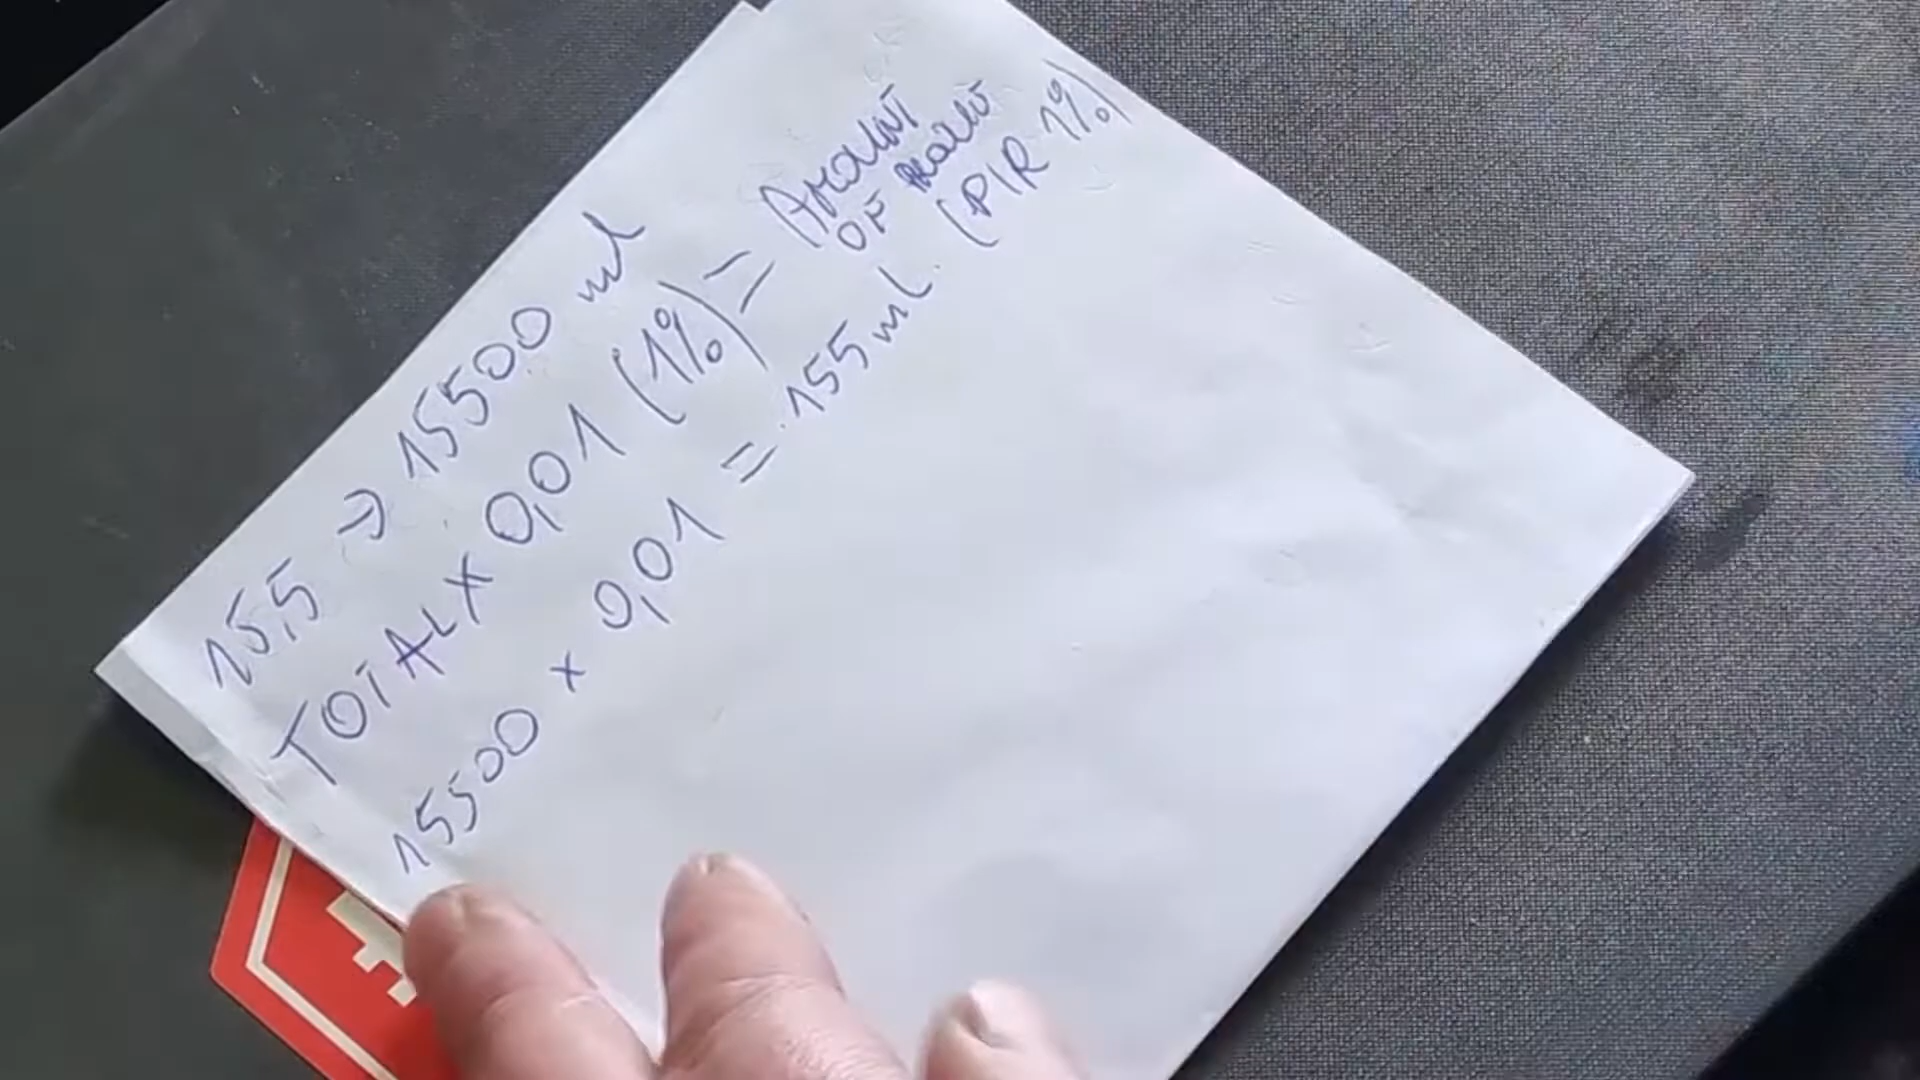 15,5 → 15500 ml
TOTAL x 0,01 (1%) = AMOUNT
OF
(PIR 1%)
15500 x 0,01 = 155 ml.